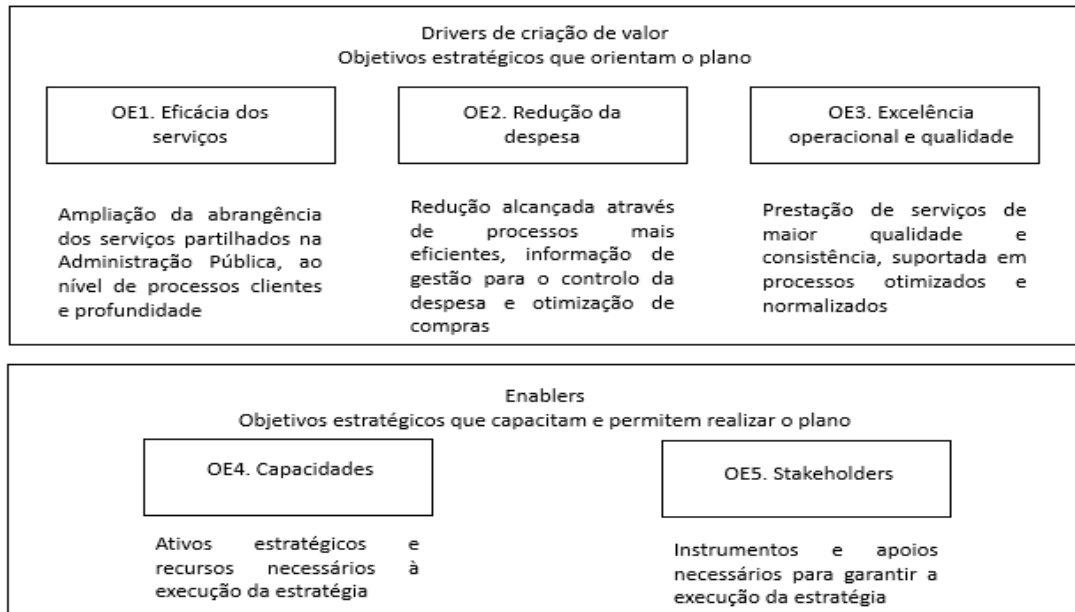 Drivers de criação de valor
Objetivos estratégicos que orientam o plano
OE1. Eficácia dos
serviços
OE2. Redução da
despesa
OE3. Excelência
operacional e qualidade
Ampliação da abrangência
dos serviços partilhados na
Administração Pública, ao
nível de processos clientes
e profundidade
Redução alcançada através
de processos mais
eficientes, informação de
gestão para o controlo da
despesa e otimização de
compras
Prestação de serviços de
maior qualidade e
consistência, suportada em
processos otimizados e
normalizados
Enablers
Objetivos estratégicos que capacitam e permitem realizar o plano
OE4. Capacidades
OE5. Stakeholders
Ativos estratégicos e
recursos necessários à
execução da estratégia
Instrumentos e apoios
necessários para garantir a
execução da estratégia